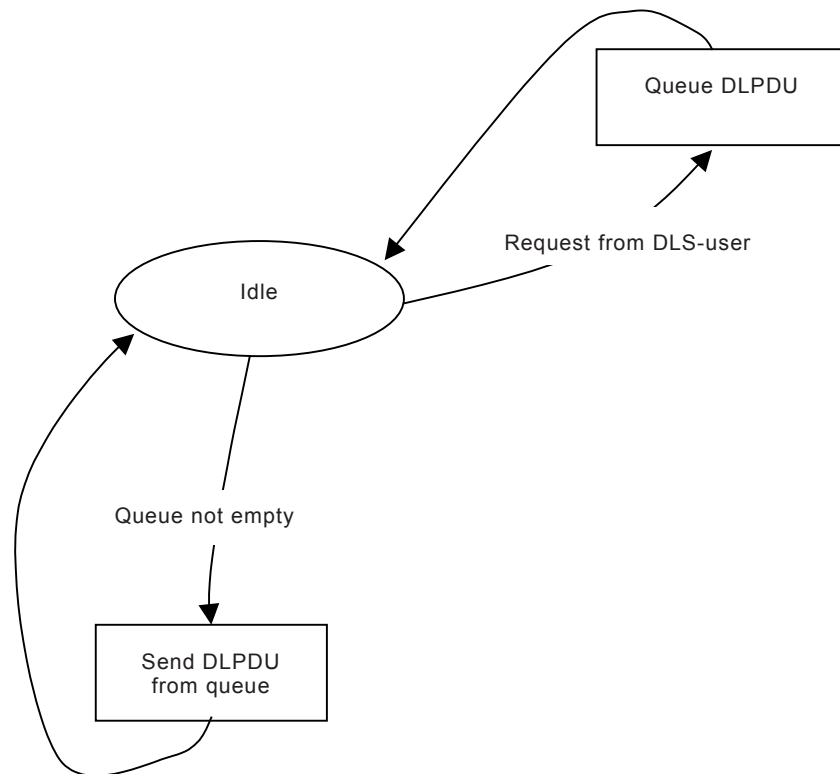 Queue DLPDU
Request from DLS-user
Idle
Queue not empty
Send DLPDU
from queue